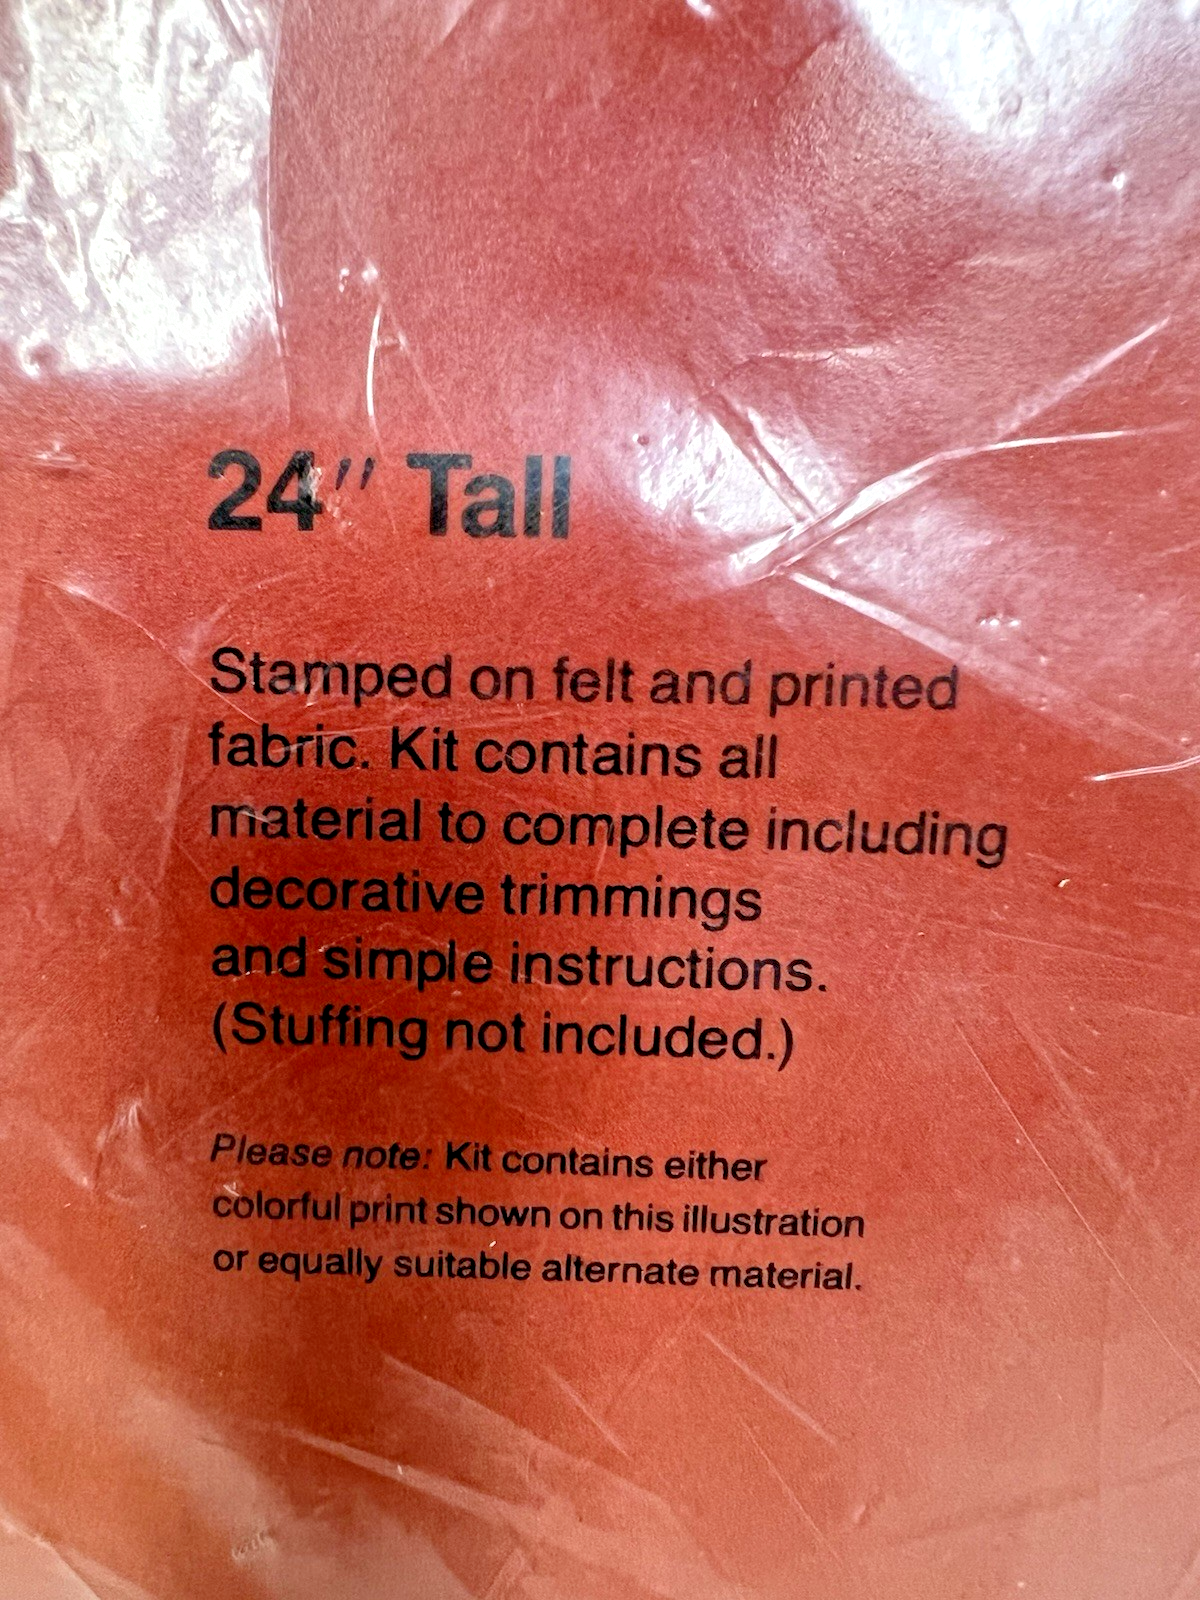 24″ Tall
Stamped on felt and printed
fabric. Kit contains all
material to complete including
decorative trimmings
and simple instructions.
(Stuffing not included.)
Please note: Kit contains either
colorful print shown on this illustration
or equally suitable alternate material.